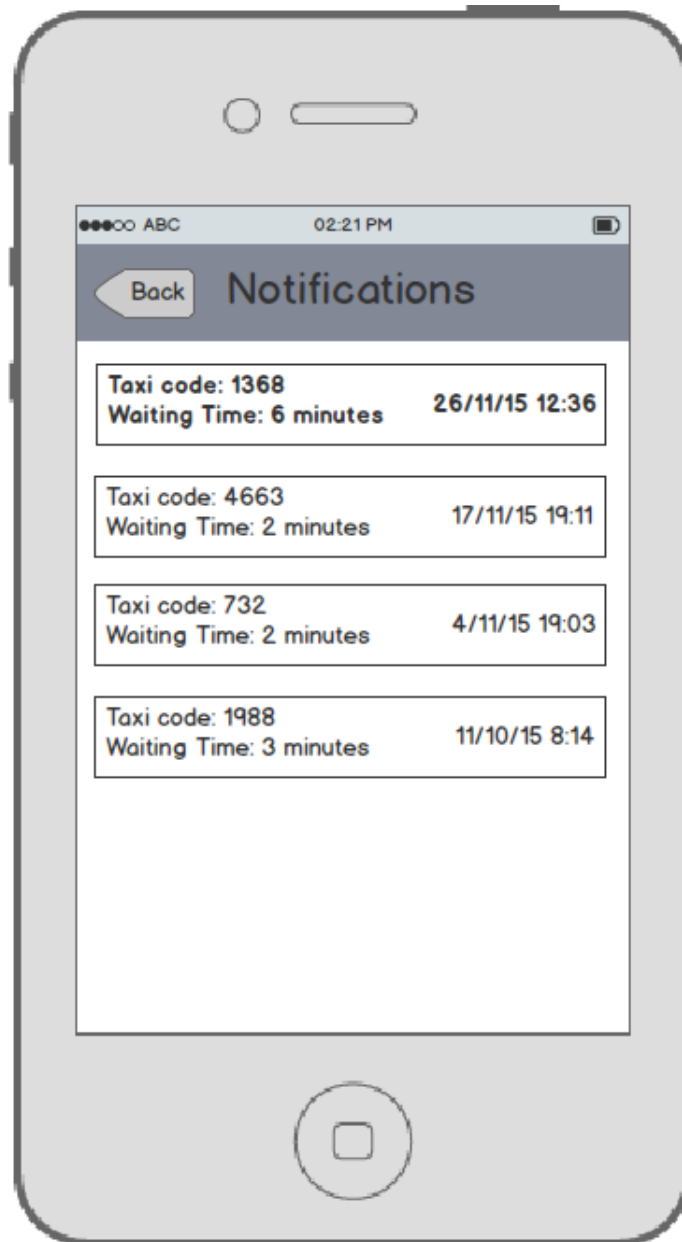 ABC 02:21 PM
Back Notifications
Taxi code: 1368
Waiting Time: 6 minutes
26/11/15 12:36
Taxi code: 4663
Waiting Time: 2 minutes
17/11/15 19:11
Taxi code: 732
Waiting Time: 2 minutes
4/11/15 19:03
Taxi code: 1988
Waiting Time: 3 minutes
11/10/15 8:14